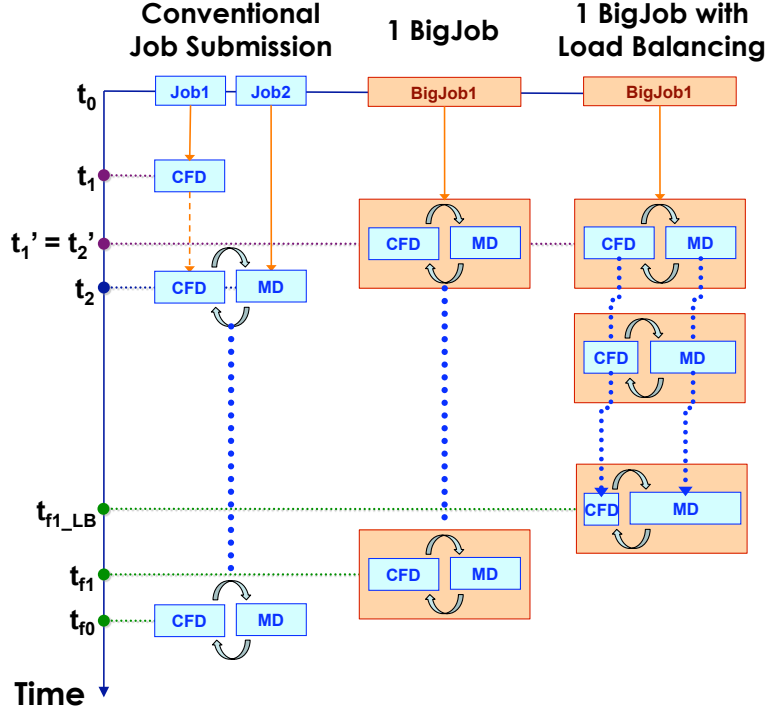 Conventional
Job Submission
1 BigJob
1 BigJob with
Load Balancing
t0
Job1
Job2
BigJob1
BigJob1
t1
CFD
t1' = t2'
CFD
MD
CFD
MD
t2
CFD
MD
CFD
MD
tf1_LB
CFD
MD
tf1
CFD
MD
tf0
CFD
MD
Time